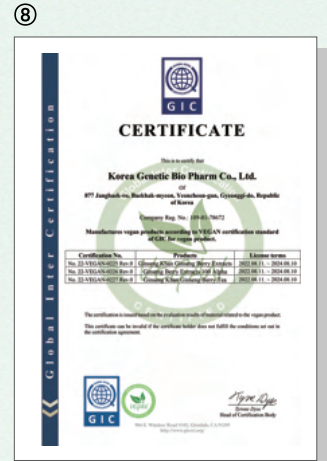 ⑧
GIC
CERTIFICATE
This is to certify that
Korea Genetic Bio Pharm Co., Ltd.
Of
877 Junghaek-ro, Baekhak-myeon, Yeoncheon-gun, Gyeonggi-do, Republic
of Korea
Company Reg. No.: 109-81-78672
Manufactures vegan products according to VEGAN certification standard
of GIC for vegan product.
Certification No. Products License terms
No. 22-VEGAN-0225 Rev.0 Ginseng Khan Ginseng Berry Extracts 2022.08.11. ~ 2024.08.10
No. 22-VEGAN-0226 Rev.0 Ginseng Berry Extracts 100 Alpha 2022.08.11. ~ 2024.08.10
No. 22-VEGAN-0227 Rev.0 Ginseng Khan Ginseng Berry Tea 2022.08.11. ~ 2024.08.10
The certification is issued based on the evaluation results of material related to the vegan product.
This certificate can be invalid if the certificate holder does not fulfill the conditions set out in
the certification agreement.
Global Inter Certification
GIC
vegan
Head of Certification Body